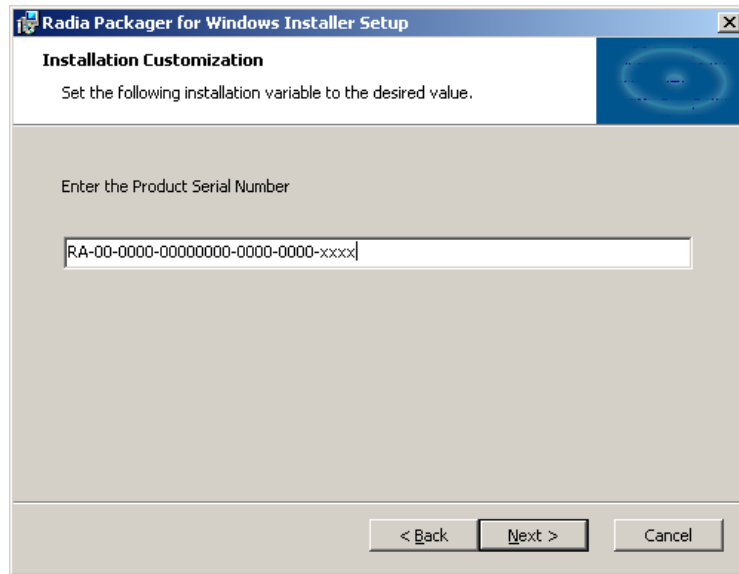 Radia Packager for Windows Installer Setup
Installation Customization
Set the following installation variable to the desired value.
Enter the Product Serial Number
RA-00-0000-00000000-0000-0000-xxxx
< Back Next > Cancel